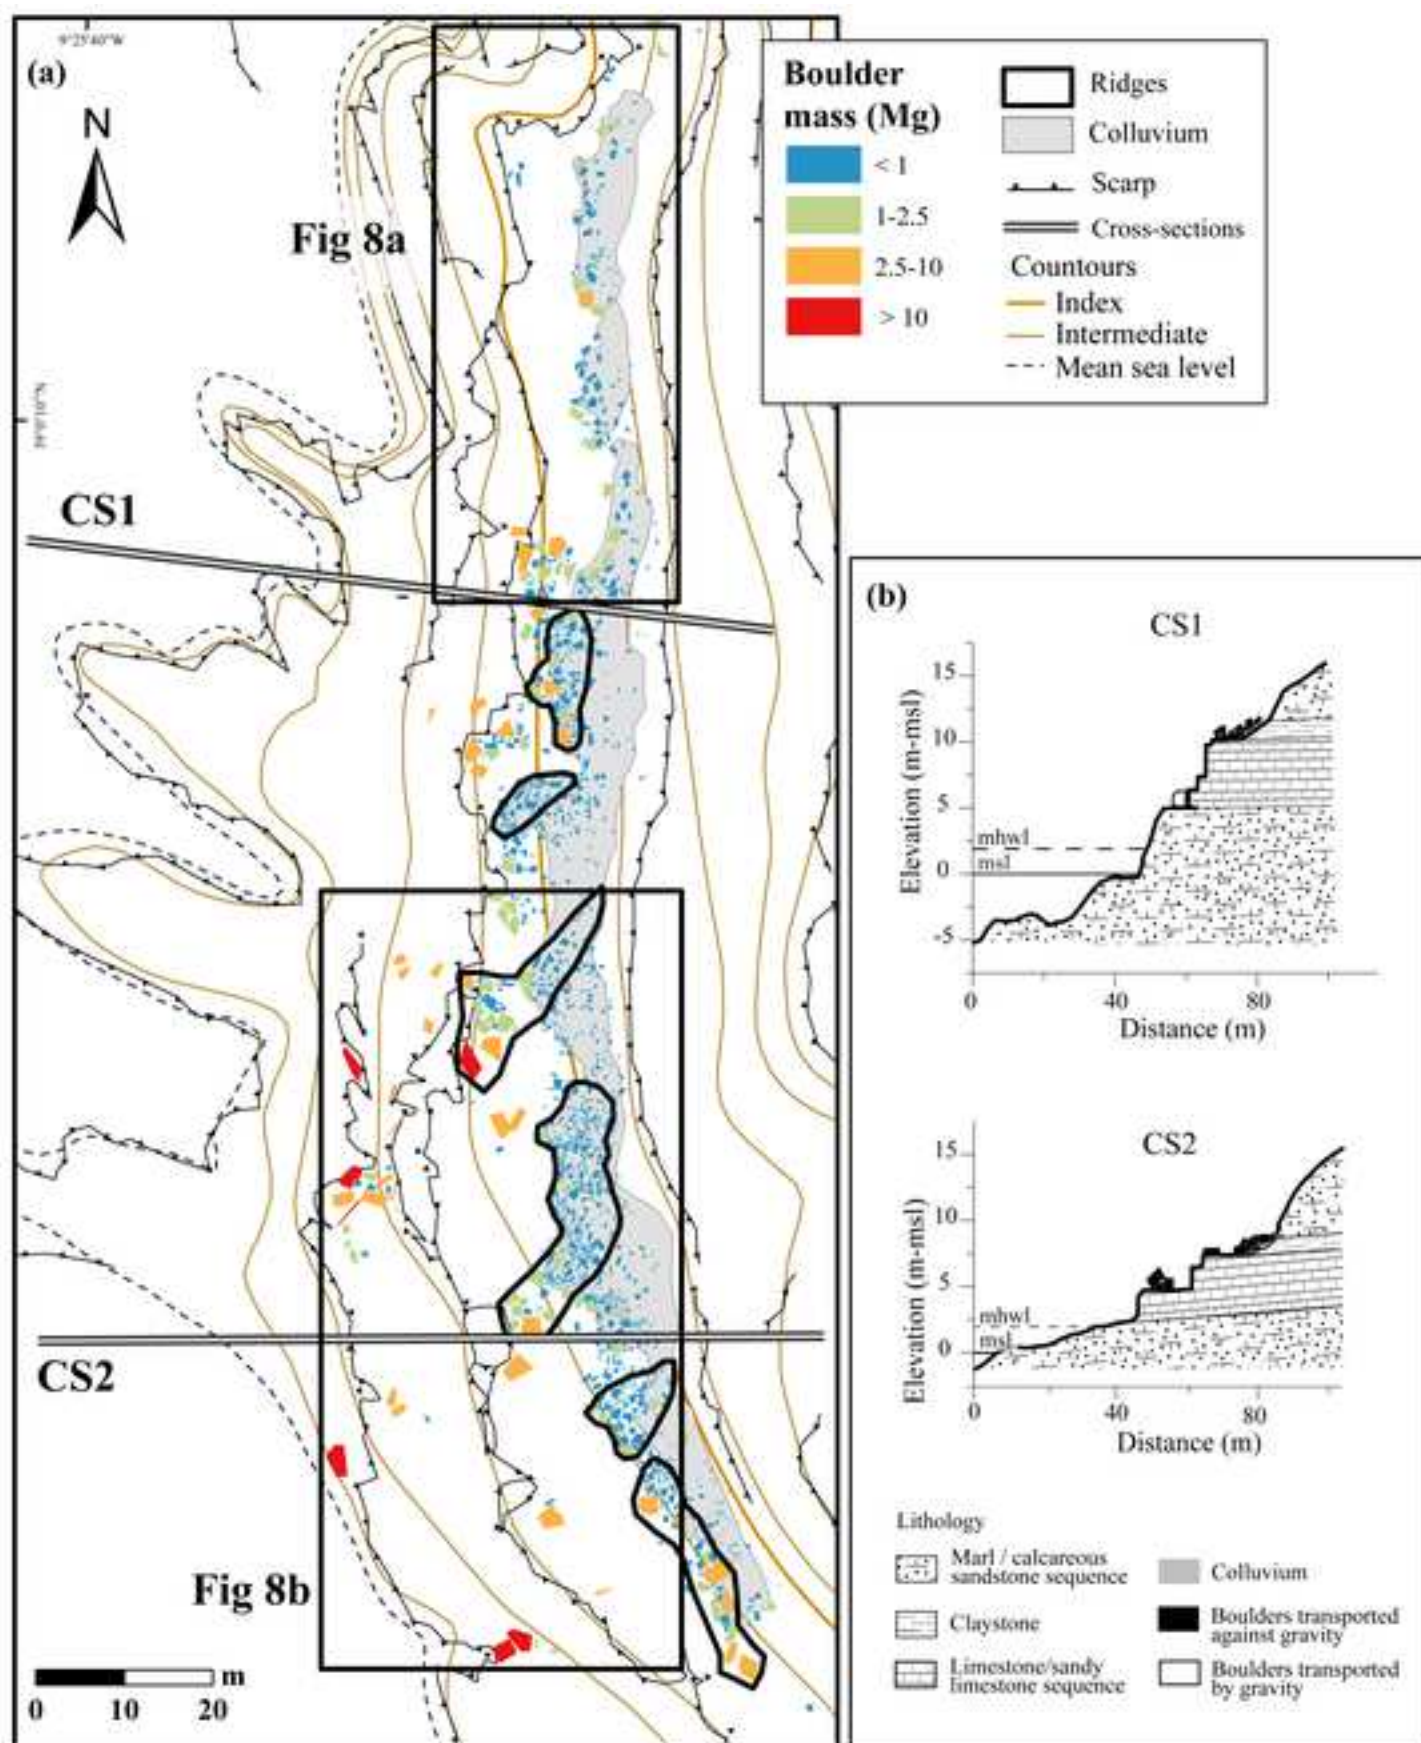 9°25'40"W
(a)
N
Fig 8a
CS1
CS2
Fig 8b
m
0 10 20
Boulder
mass (Mg)
< 1
1-2.5
2.5-10
> 10
Ridges
Colluvium
Scarp
Cross-sections
Countours
Index
Intermediate
Mean sea level
(b)
CS1
Elevation (m-msl)
15
10
5
0
-5
mhwl
msl
0 40 80
Distance (m)
CS2
Elevation (m-msl)
15
10
5
0
mhwl
msl
0 40 80
Distance (m)
Lithology
Marl / calcareous
sandstone sequence
Claystone
Limestone/sandy
limestone sequence
Colluvium
Boulders transported
against gravity
Boulders transported
by gravity